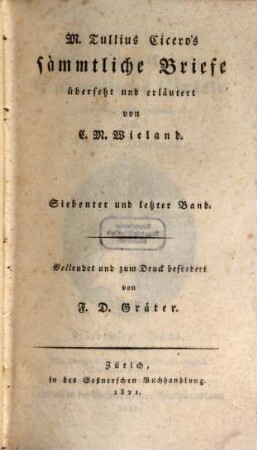 M. Tullius Cicero's
sämmtliche Briefe
übersetzt und erläutert
von
C. M. Wieland.
Siebenter und letzter Band.
Vollendet und zum Druck befördert
von
F. D. Gräter.
Zürich,
in der Geßnerschen Buchhandlung
1821.